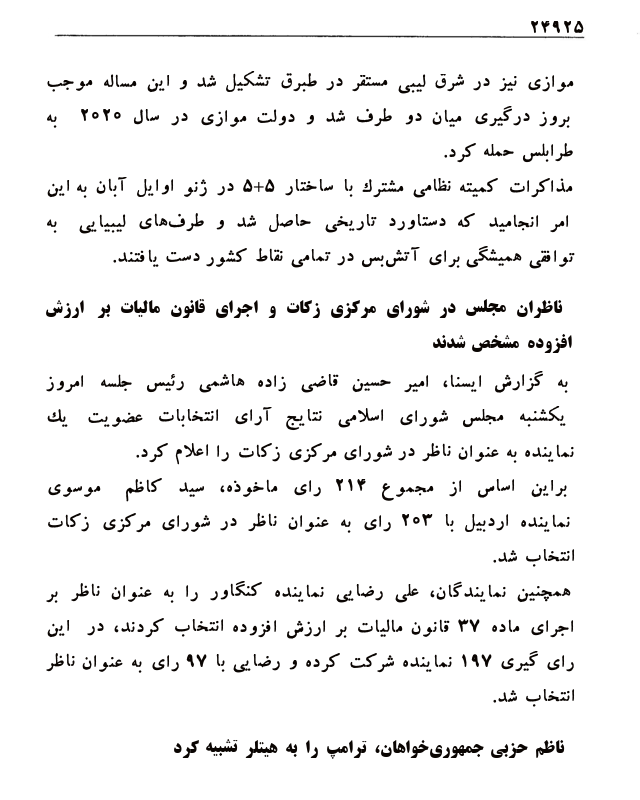 ۲۴۹۲۵
موازی نیز در شرق لیبی مستقر در طبرق تشکیل شد و این مساله موجب
بروز درگیری میان دو طرف شد و دولت موازی در سال ۲۰۲۰ به
طرابلس حمله کرد.
مذاکرات کمیته نظامی مشترك با ساختار ۵+۵ در ژنو اوایل آبان به این
امر انجامید که دستاورد تاریخی حاصل شد و طرف‌های لیبیایی به
توافقی همیشگی برای آتش‌بس در تمامی نقاط کشور دست یافتند.
ناظران مجلس در شورای مرکزی زکات و اجرای قانون مالیات بر ارزش
افزوده مشخص شدند
به گزارش ایسنا، امیر حسین قاضی زاده هاشمی رئیس جلسه امروز
یکشنبه مجلس شورای اسلامی نتایج آرای انتخابات عضویت یك
نماینده به عنوان ناظر در شورای مرکزی زکات را اعلام کرد.
براین اساس از مجموع ۲۱۴ رای ماخوذه، سید کاظم موسوی
نماینده اردبیل با ۲۰۳ رای به عنوان ناظر در شورای مرکزی زکات
انتخاب شد.
همچنین نمایندگان، علی رضایی نماینده کنگاور را به عنوان ناظر بر
اجرای ماده ۳۷ قانون مالیات بر ارزش افزوده انتخاب کردند، در این
رای گیری ۱۹۷ نماینده شرکت کرده و رضایی با ۹۷ رای به عنوان ناظر
انتخاب شد.
ناظم حزبی جمهوری‌خواهان، ترامپ را به هیتلر تشبیه کرد